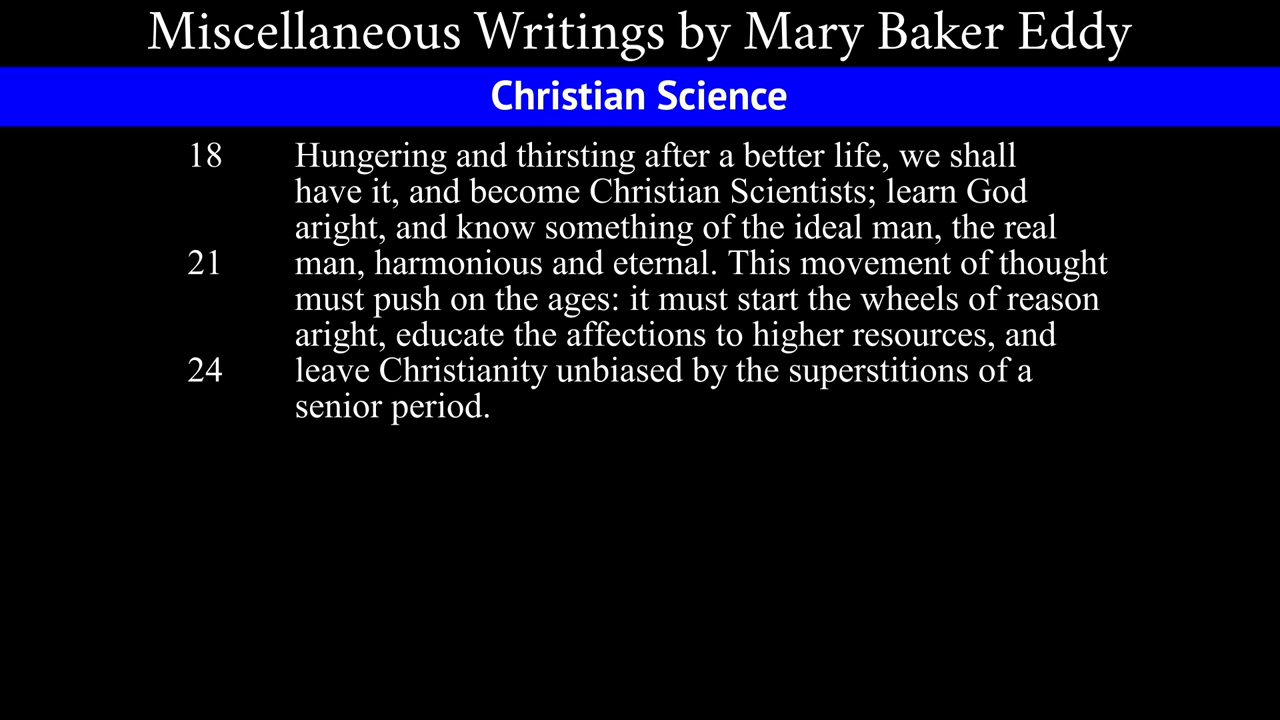 Miscellaneous Writings by Mary Baker Eddy
Christian Science
18 Hungering and thirsting after a better life, we shall
have it, and become Christian Scientists; learn God
aright, and know something of the ideal man, the real
21 man, harmonious and eternal. This movement of thought
must push on the ages: it must start the wheels of reason
aright, educate the affections to higher resources, and
24 leave Christianity unbiased by the superstitions of a
senior period.